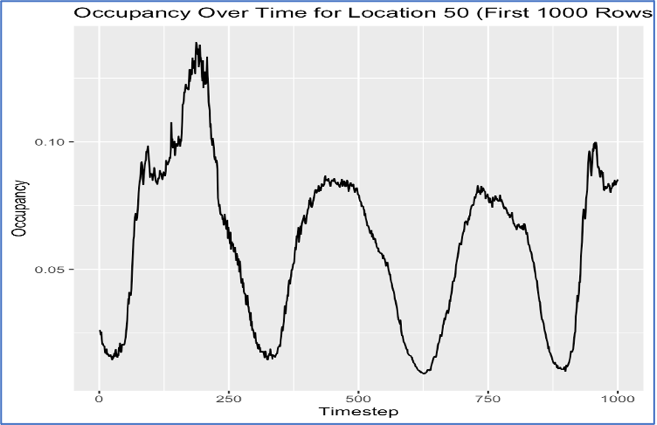 Occupancy Over Time for Location 50 (First 1000 Rows
0.10
0.05
Occupancy
0 250 500 750 1000
Timestep